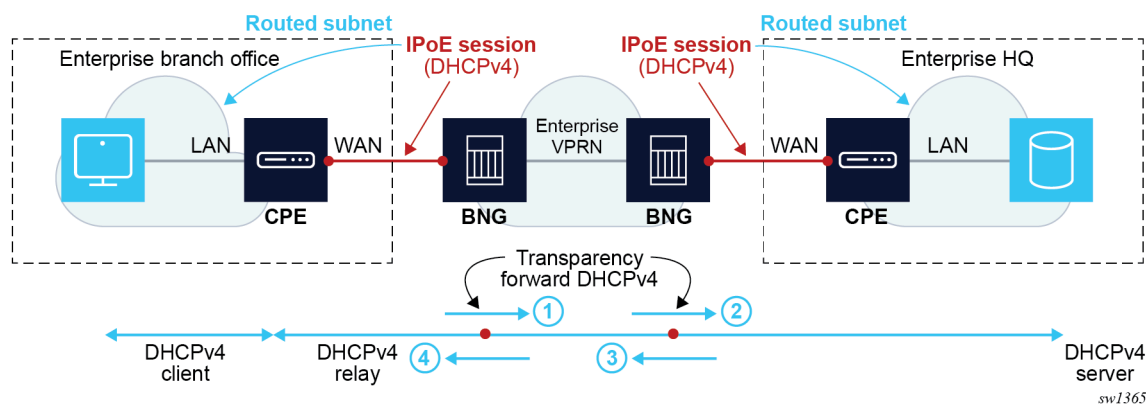 Routed subnet
Routed subnet
IPoE session
(DHCPv4)
IPoE session
(DHCPv4)
Enterprise branch office
Enterprise HQ
Enterprise
VPRN
LAN
WAN
WAN
LAN
CPE
BNG
BNG
CPE
Transparency
forward DHCPv4
1
2
4
3
DHCPv4
client
DHCPv4
relay
DHCPv4
server
sw1365